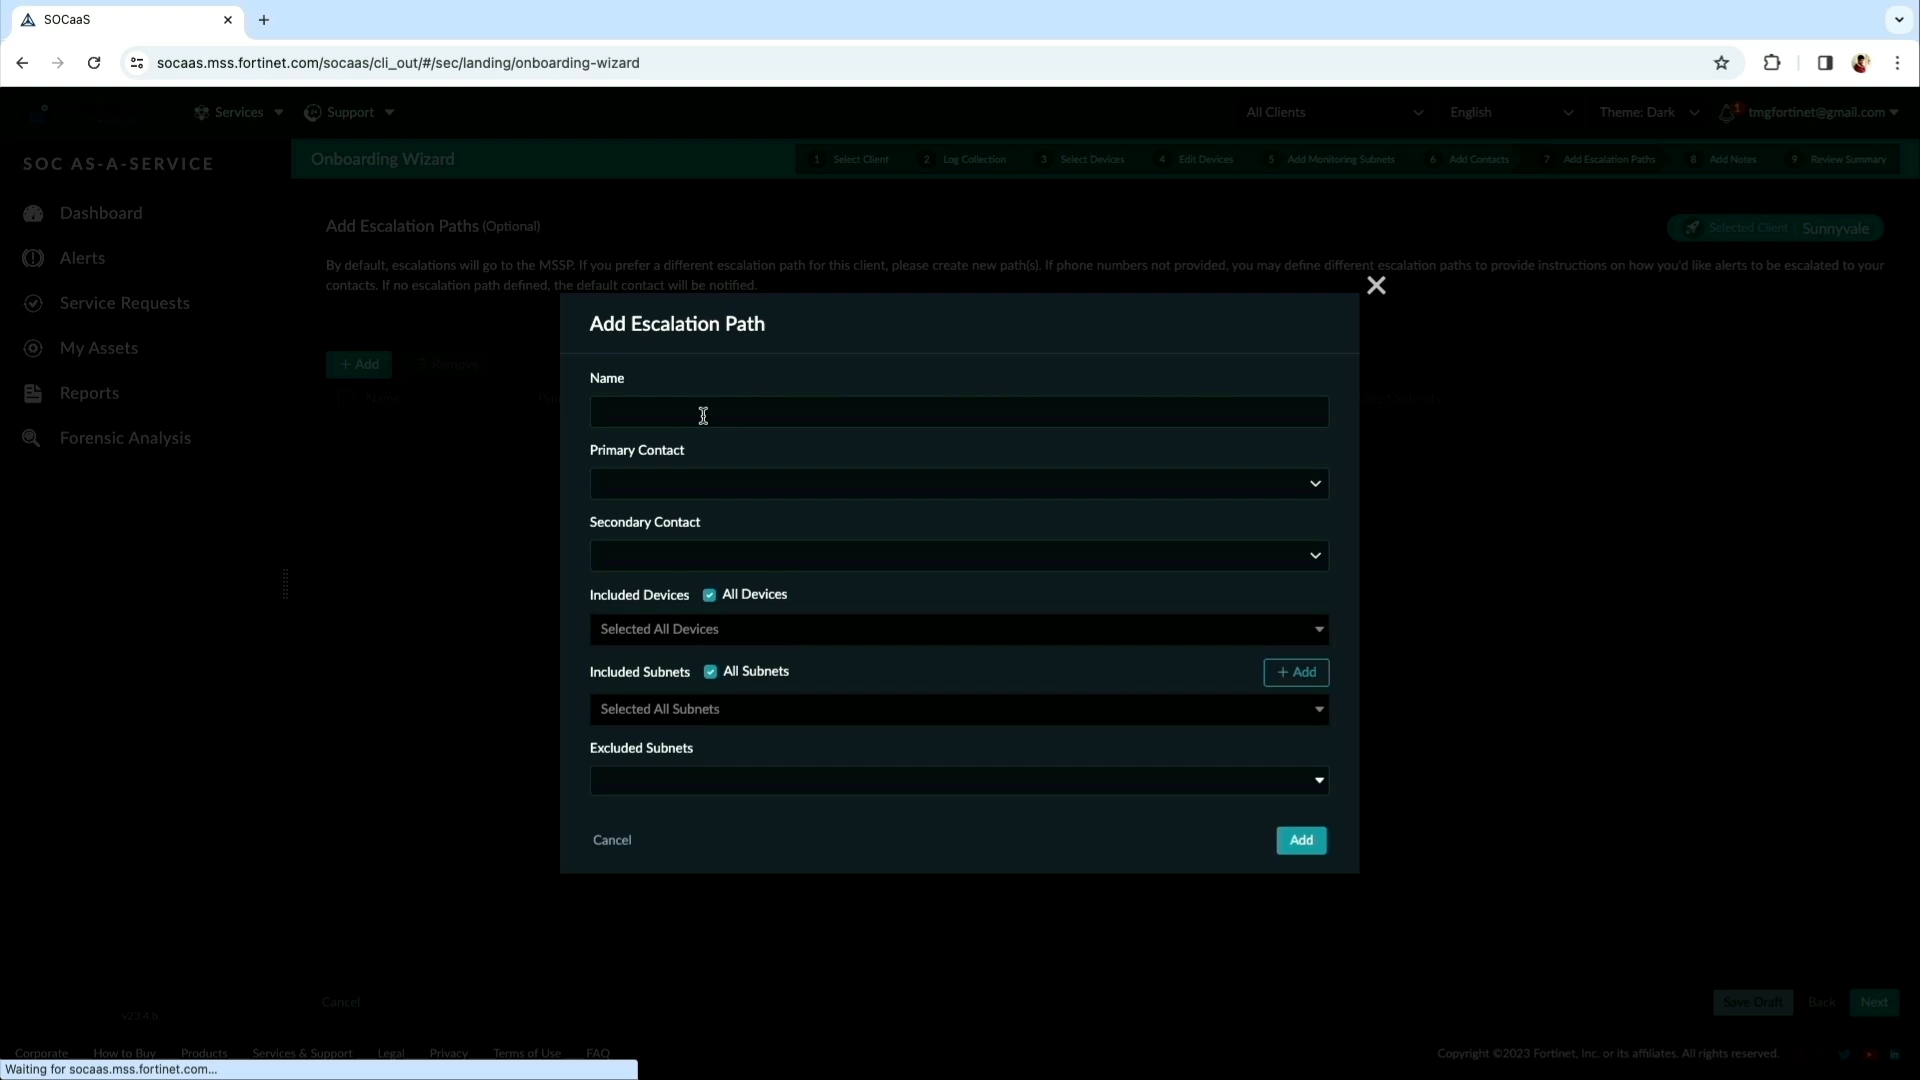 SOCaaS
socaas.mss.fortinet.com/socaas/cli_out/#/sec/landing/onboarding-wizard
Services
Support
All Clients
English
Theme: Dark
1
tmgfortinet@gmail.com
SOC AS-A-SERVICE
Onboarding Wizard
1 Select Client
2 Log Collection
3 Select Devices
4 Edit Devices
5 Add Monitoring Subnets
6 Add Contacts
7 Add Escalation Paths
8 Add Notes
9 Review Summary
Dashboard
Alerts
Service Requests
My Assets
Reports
Forensic Analysis
Add Escalation Paths (Optional)
Selected Client | Sunnyvale
By default, escalations will go to the MSSP. If you prefer a different escalation path for this client, please create new path(s). If phone numbers not provided, you may define different escalation paths to provide instructions on how you'd like alerts to be escalated to your
contacts. If no escalation path defined, the default contact will be notified.
+ Add
Remove
Name
Add Escalation Path
Name
Primary Contact
Secondary Contact
Included Devices All Devices
Selected All Devices
Included Subnets All Subnets
+ Add
Selected All Subnets
Excluded Subnets
Cancel
Add
Cancel
Save Draft
Back
Next
v23.4.b
Corporate
How to Buy
Products
Services & Support
Legal
Privacy
Terms of Use
FAQ
Copyright ©2023 Fortinet, Inc. or its affiliates. All rights reserved.
Waiting for socaas.mss.fortinet.com...